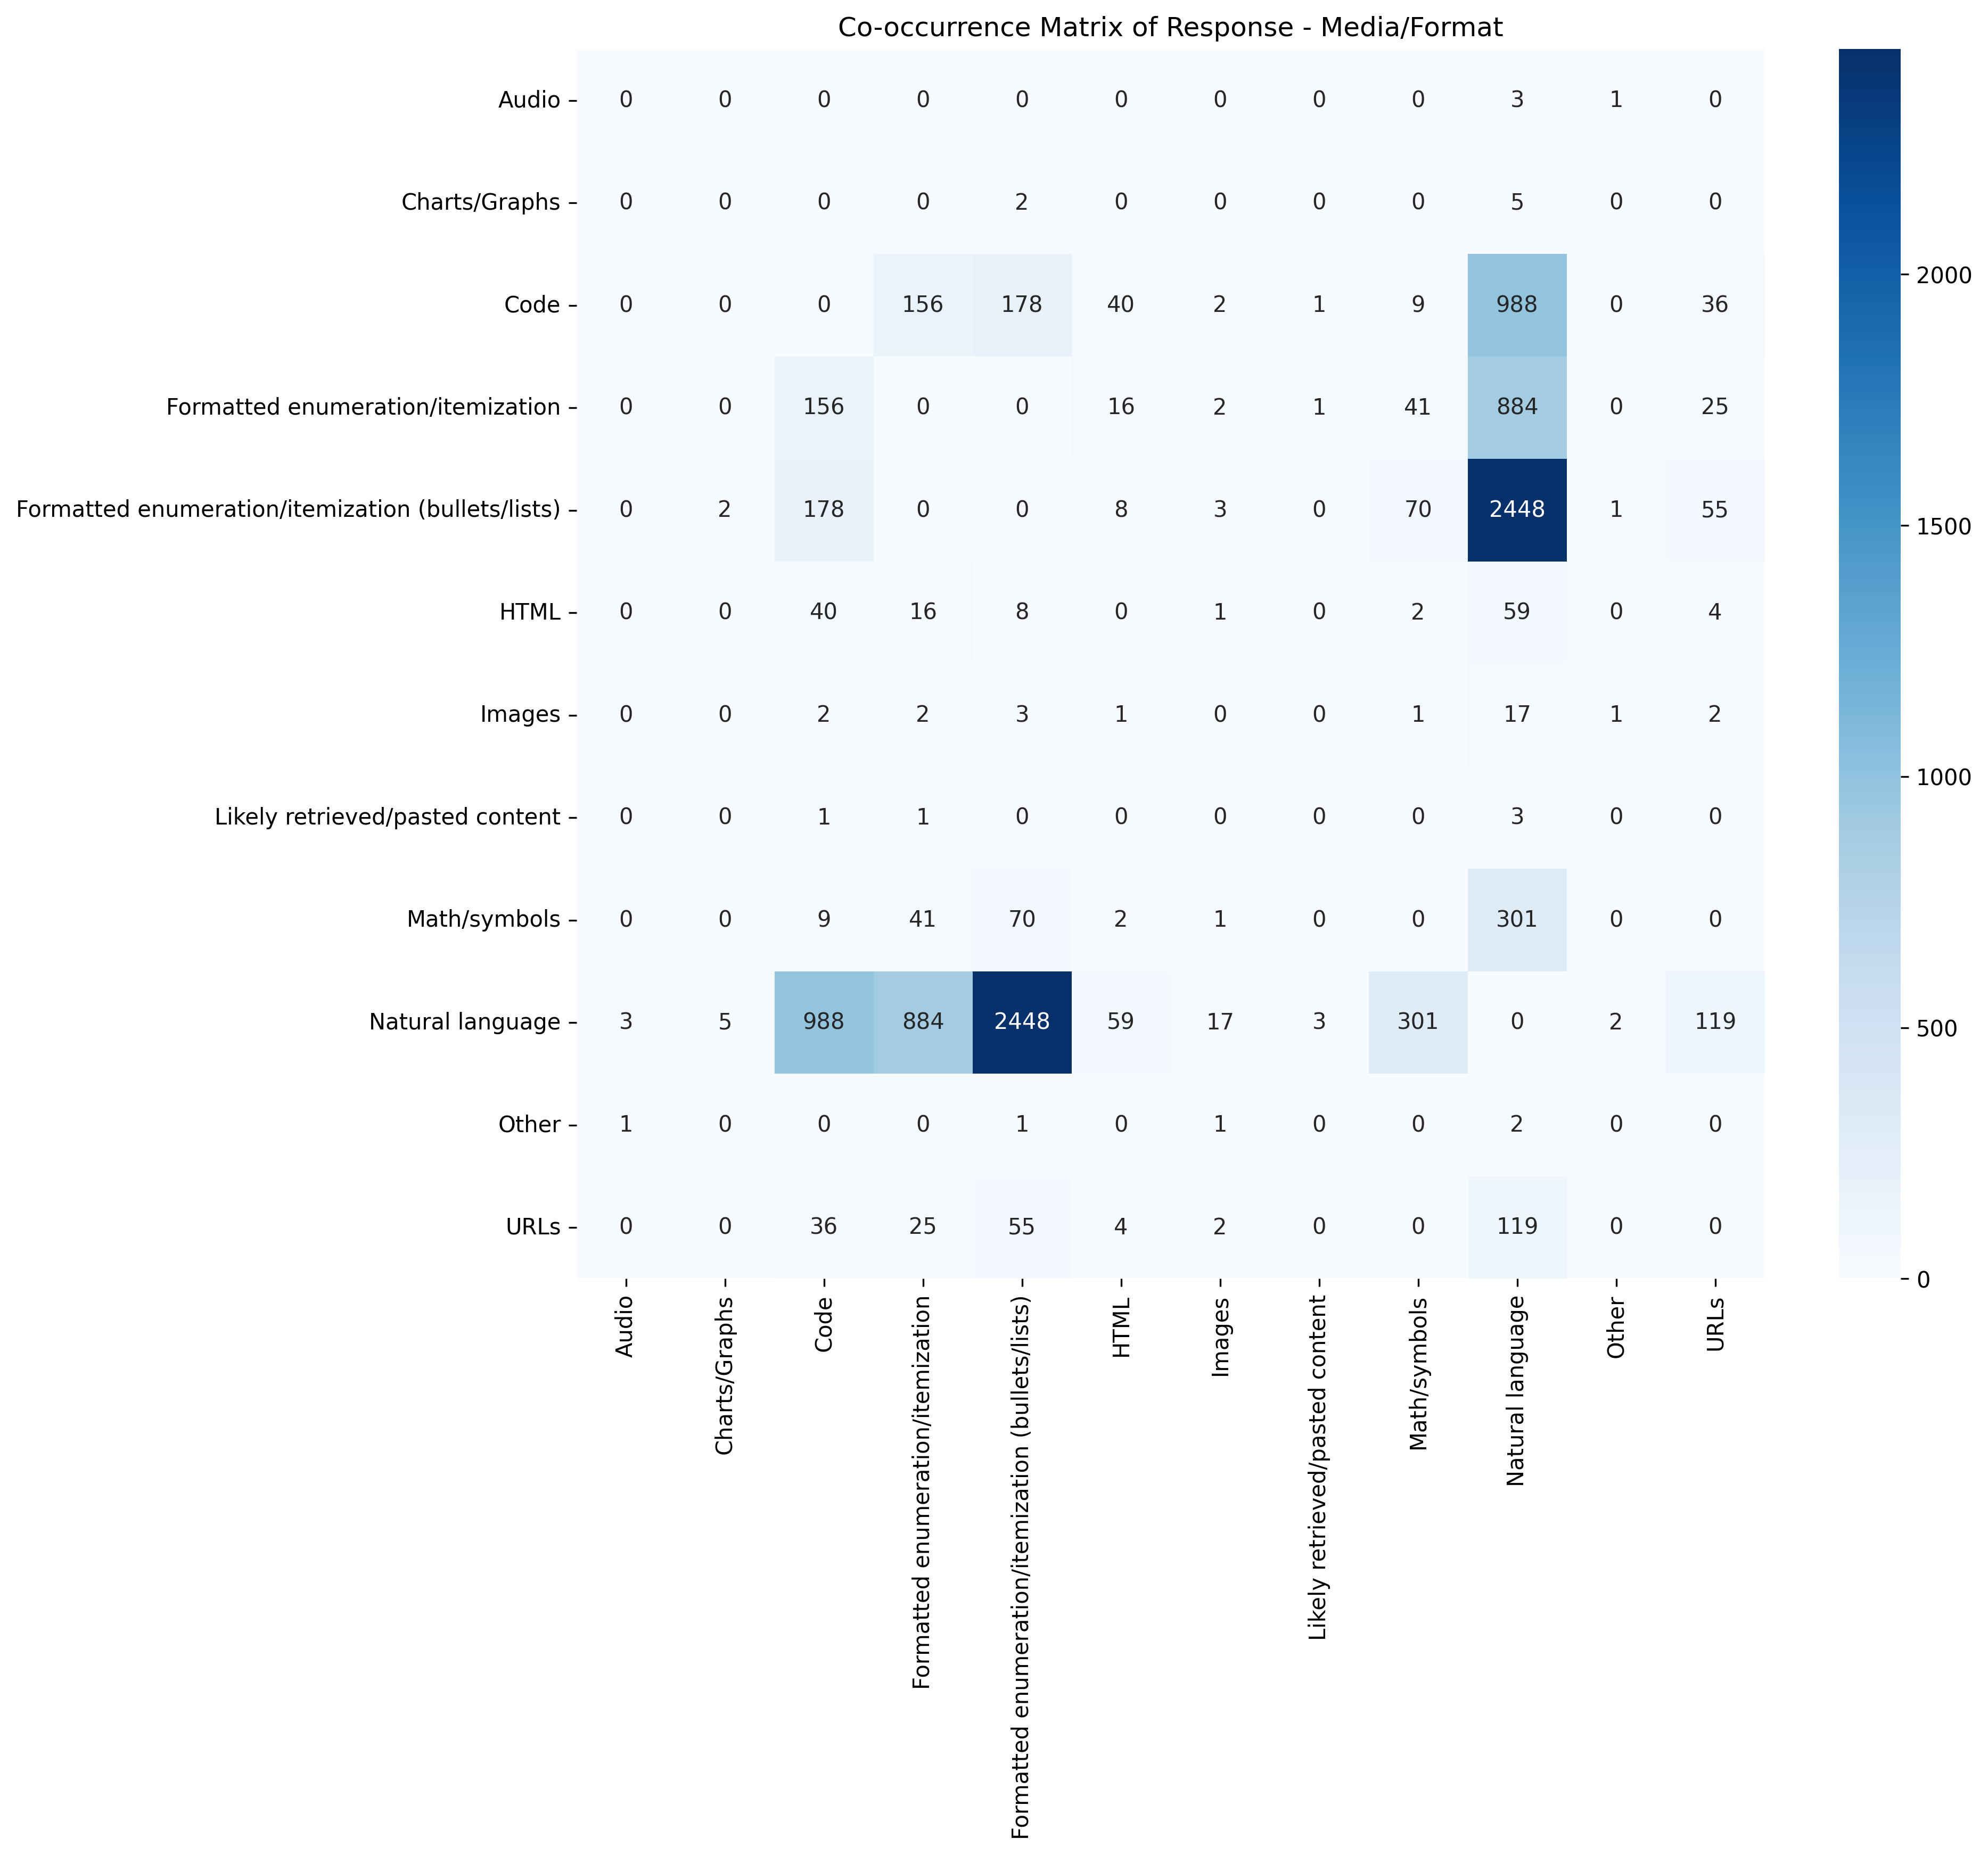 Co-occurrence Matrix of Response - Media/Format
Audio 0 0 0 0 0 0 0 0 0 3 1 0
Charts/Graphs 0 0 0 0 2 0 0 0 0 5 0 0
Code 0 0 0 156 178 40 2 1 9 988 0 36
Formatted enumeration/itemization 0 0 156 0 0 16 2 1 41 884 0 25
Formatted enumeration/itemization (bullets/lists) 0 2 178 0 0 8 3 0 70 2448 1 55
HTML 0 0 40 16 8 0 1 0 2 59 0 4
Images 0 0 2 2 3 1 0 0 1 17 1 2
Likely retrieved/pasted content 0 0 1 1 0 0 0 0 0 3 0 0
Math/symbols 0 0 9 41 70 2 1 0 0 301 0 0
Natural language 3 5 988 884 2448 59 17 3 301 0 2 119
Other 1 0 0 0 1 0 1 0 0 2 0 0
URLs 0 0 36 25 55 4 2 0 0 119 0 0
Audio
Charts/Graphs
Code
Formatted enumeration/itemization
Formatted enumeration/itemization (bullets/lists)
HTML
Images
Likely retrieved/pasted content
Math/symbols
Natural language
Other
URLs
2000
1500
1000
500
0